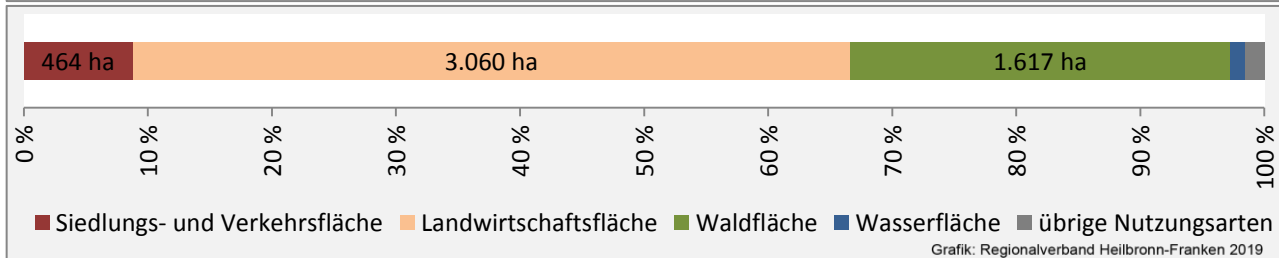 464 ha 3.060 ha 1.617 ha
0 % 10 % 20 % 30 % 40 % 50 % 60 % 70 % 80 % 90 % 100 %
Siedlungs- und Verkehrsfläche Landwirtschaftsfläche Waldfläche Wasserfläche übrige Nutzungsarten
Grafik: Regionalverband Heilbronn-Franken 2019